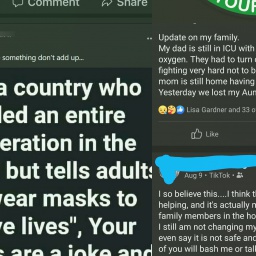 Comment
Share
something don't add up...
a country who
led an entire
eration in the
but tells adults
wear masks to
e lives", Your
s are a joke and
YOUR
Update on my family.
My dad is still in ICU with
oxygen. They had to turn
fighting very hard not to b
mom is still home having
Yesterday we lost my Aun
Lisa Gardner and 33 o
Like
Aug 9 • TikTok •
I so believe this....I think th
helping, and it's actually m
family members in the ho
I still am not changing my
even say it is not safe and
of you will bash me or tal